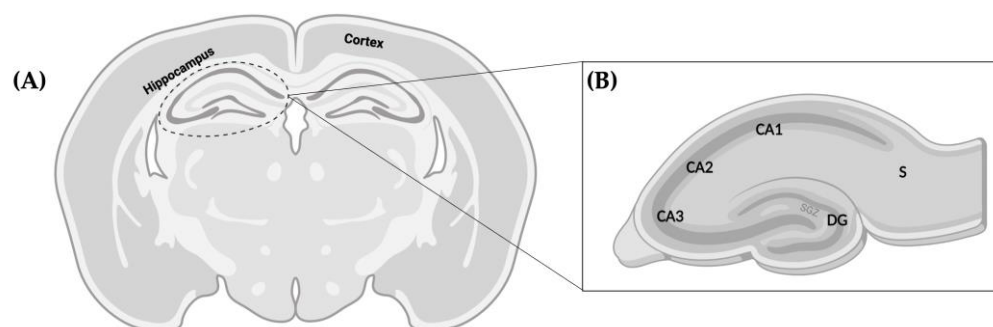 (A)
Hippocampus
Cortex
(B)
CA1
CA2
S
CA3
SGZ
DG